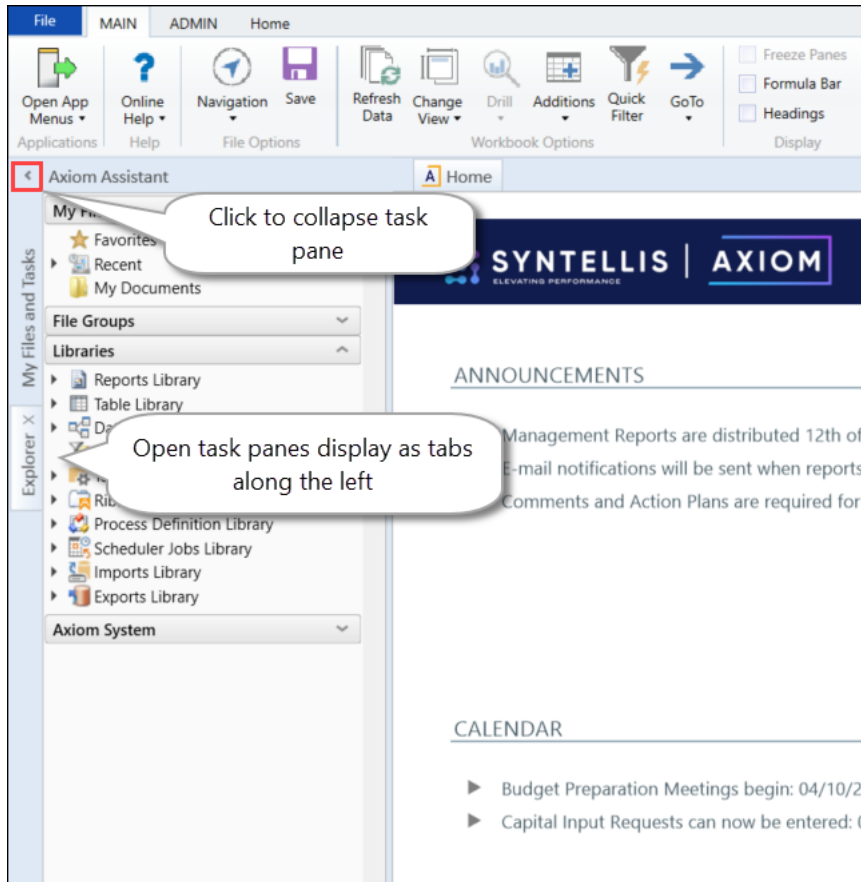 File MAIN ADMIN Home
Open App Menus
Online Help
Navigation
Save
Refresh Data
Change View
Drill
Additions
Quick Filter
GoTo
Freeze Panes
Formula Bar
Headings
Applications Help File Options Workbook Options Display
Axiom Assistant
A Home
Click to collapse task
pane
Favorites
Recent
My Documents
File Groups
Libraries
Reports Library
Table Library
Open task panes display as tabs
along the left
Process Definition Library
Scheduler Jobs Library
Imports Library
Exports Library
Axiom System
My Files and Tasks
Explorer X
SYNTELLIS | AXIOM
ELEVATING PERFORMANCE
ANNOUNCEMENTS
Management Reports are distributed 12th of
E-mail notifications will be sent when reports
Comments and Action Plans are required for
CALENDAR
Budget Preparation Meetings begin: 04/10/2
Capital Input Requests can now be entered: 0